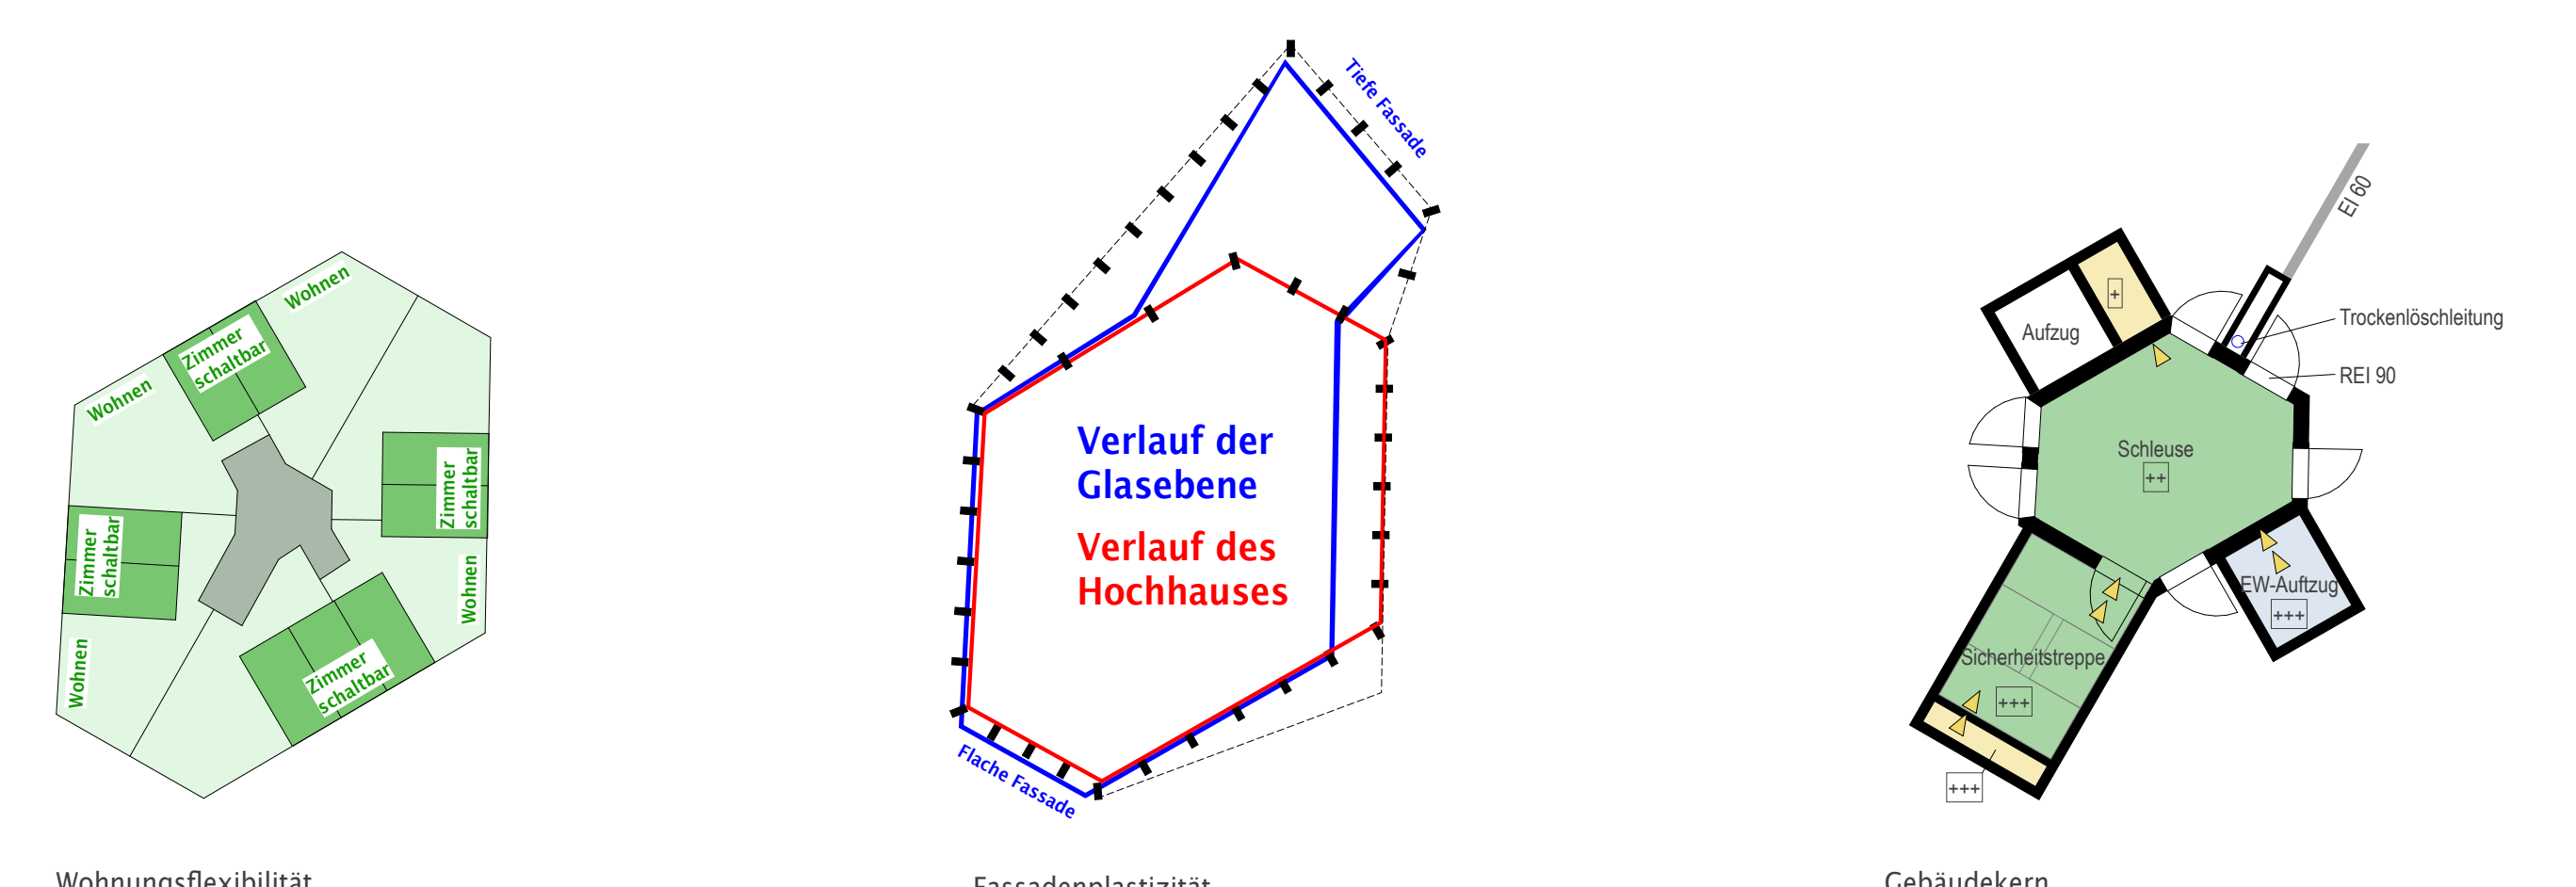 Wohnen
Zimmer
schaltbar
Wohnen
Zimmer
schaltbar
Zimmer
schaltbar
Wohnen
Zimmer
schaltbar
Wohnen
Wohnungsflexibilität
Tiefe Fassade
Verlauf der
Glasebene
Verlauf des
Hochhauses
Flache Fassade
Fassadenplastizität
EI 60
+
Aufzug
Trockenlöschleitung
REI 90
Schleuse
++
EW-Auftzug
+++
Sicherheitstreppe
+++
+++
Gebäudekern